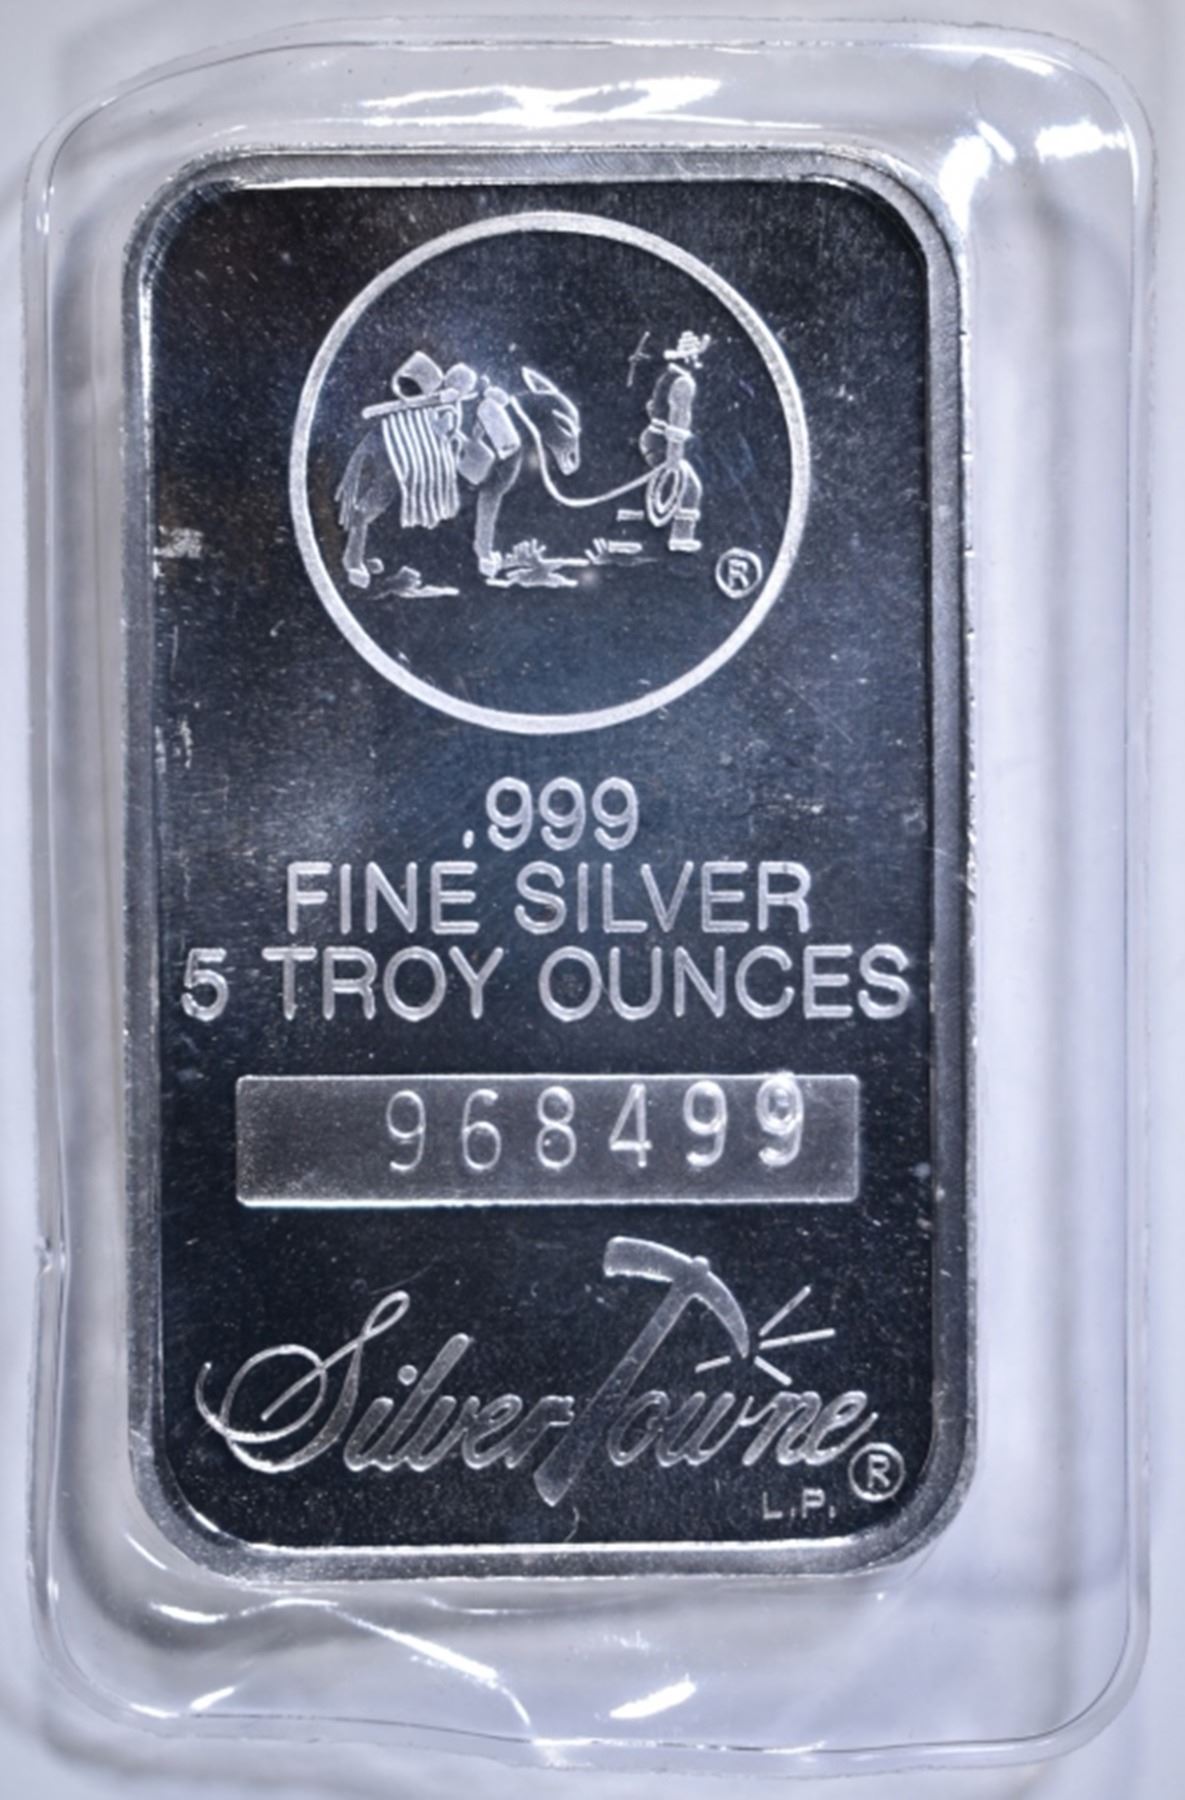 ®
.999
FINE SILVER
5 TROY OUNCES
968499
SilverTowne®
L.P.